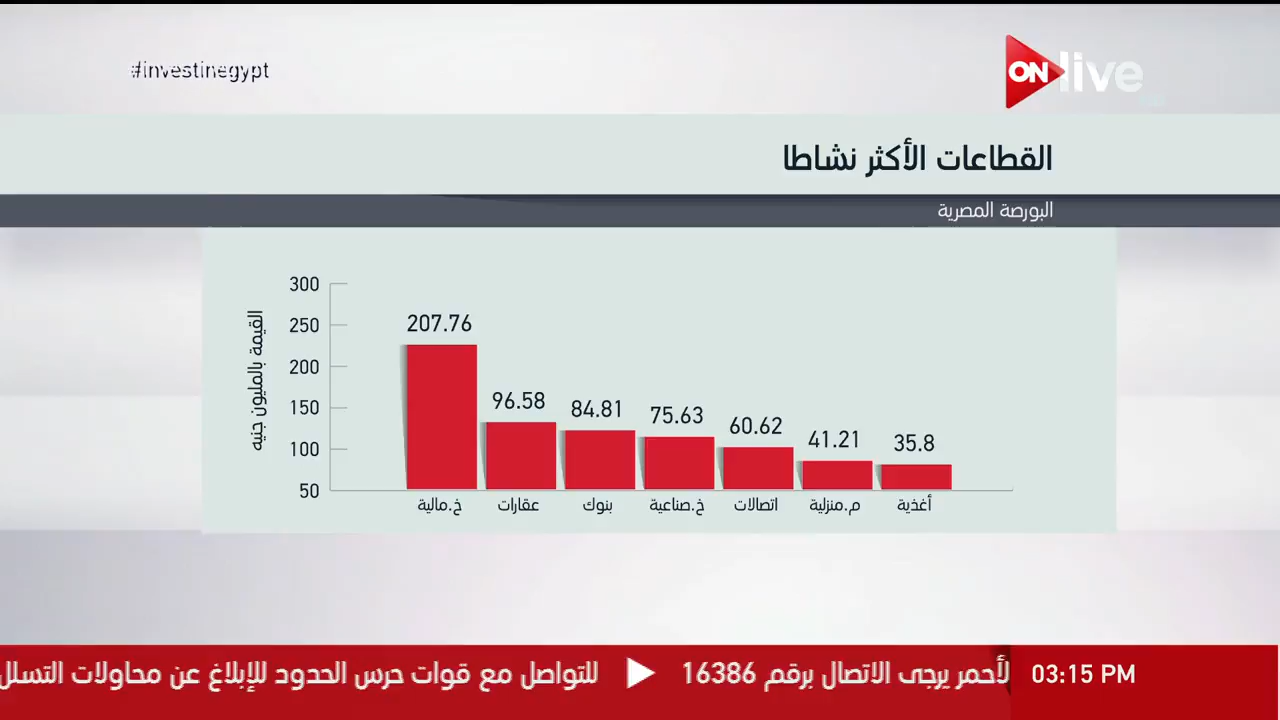 #investinegypt
ON live
القطاعات الأكثر نشاطا
البورصة المصرية
القيمة بالمليون جنيه
300
250
200
150
100
50
207.76
96.58
84.81
75.63
60.62
41.21
35.8
خ.مالية
عقارات
بنوك
خ.صناعية
اتصالات
م.منزلية
أغذية
03:15 PM
لأحمر يرجى الاتصال برقم 16386 للتواصل مع قوات حرس الحدود للإبلاغ عن محاولات التسلل